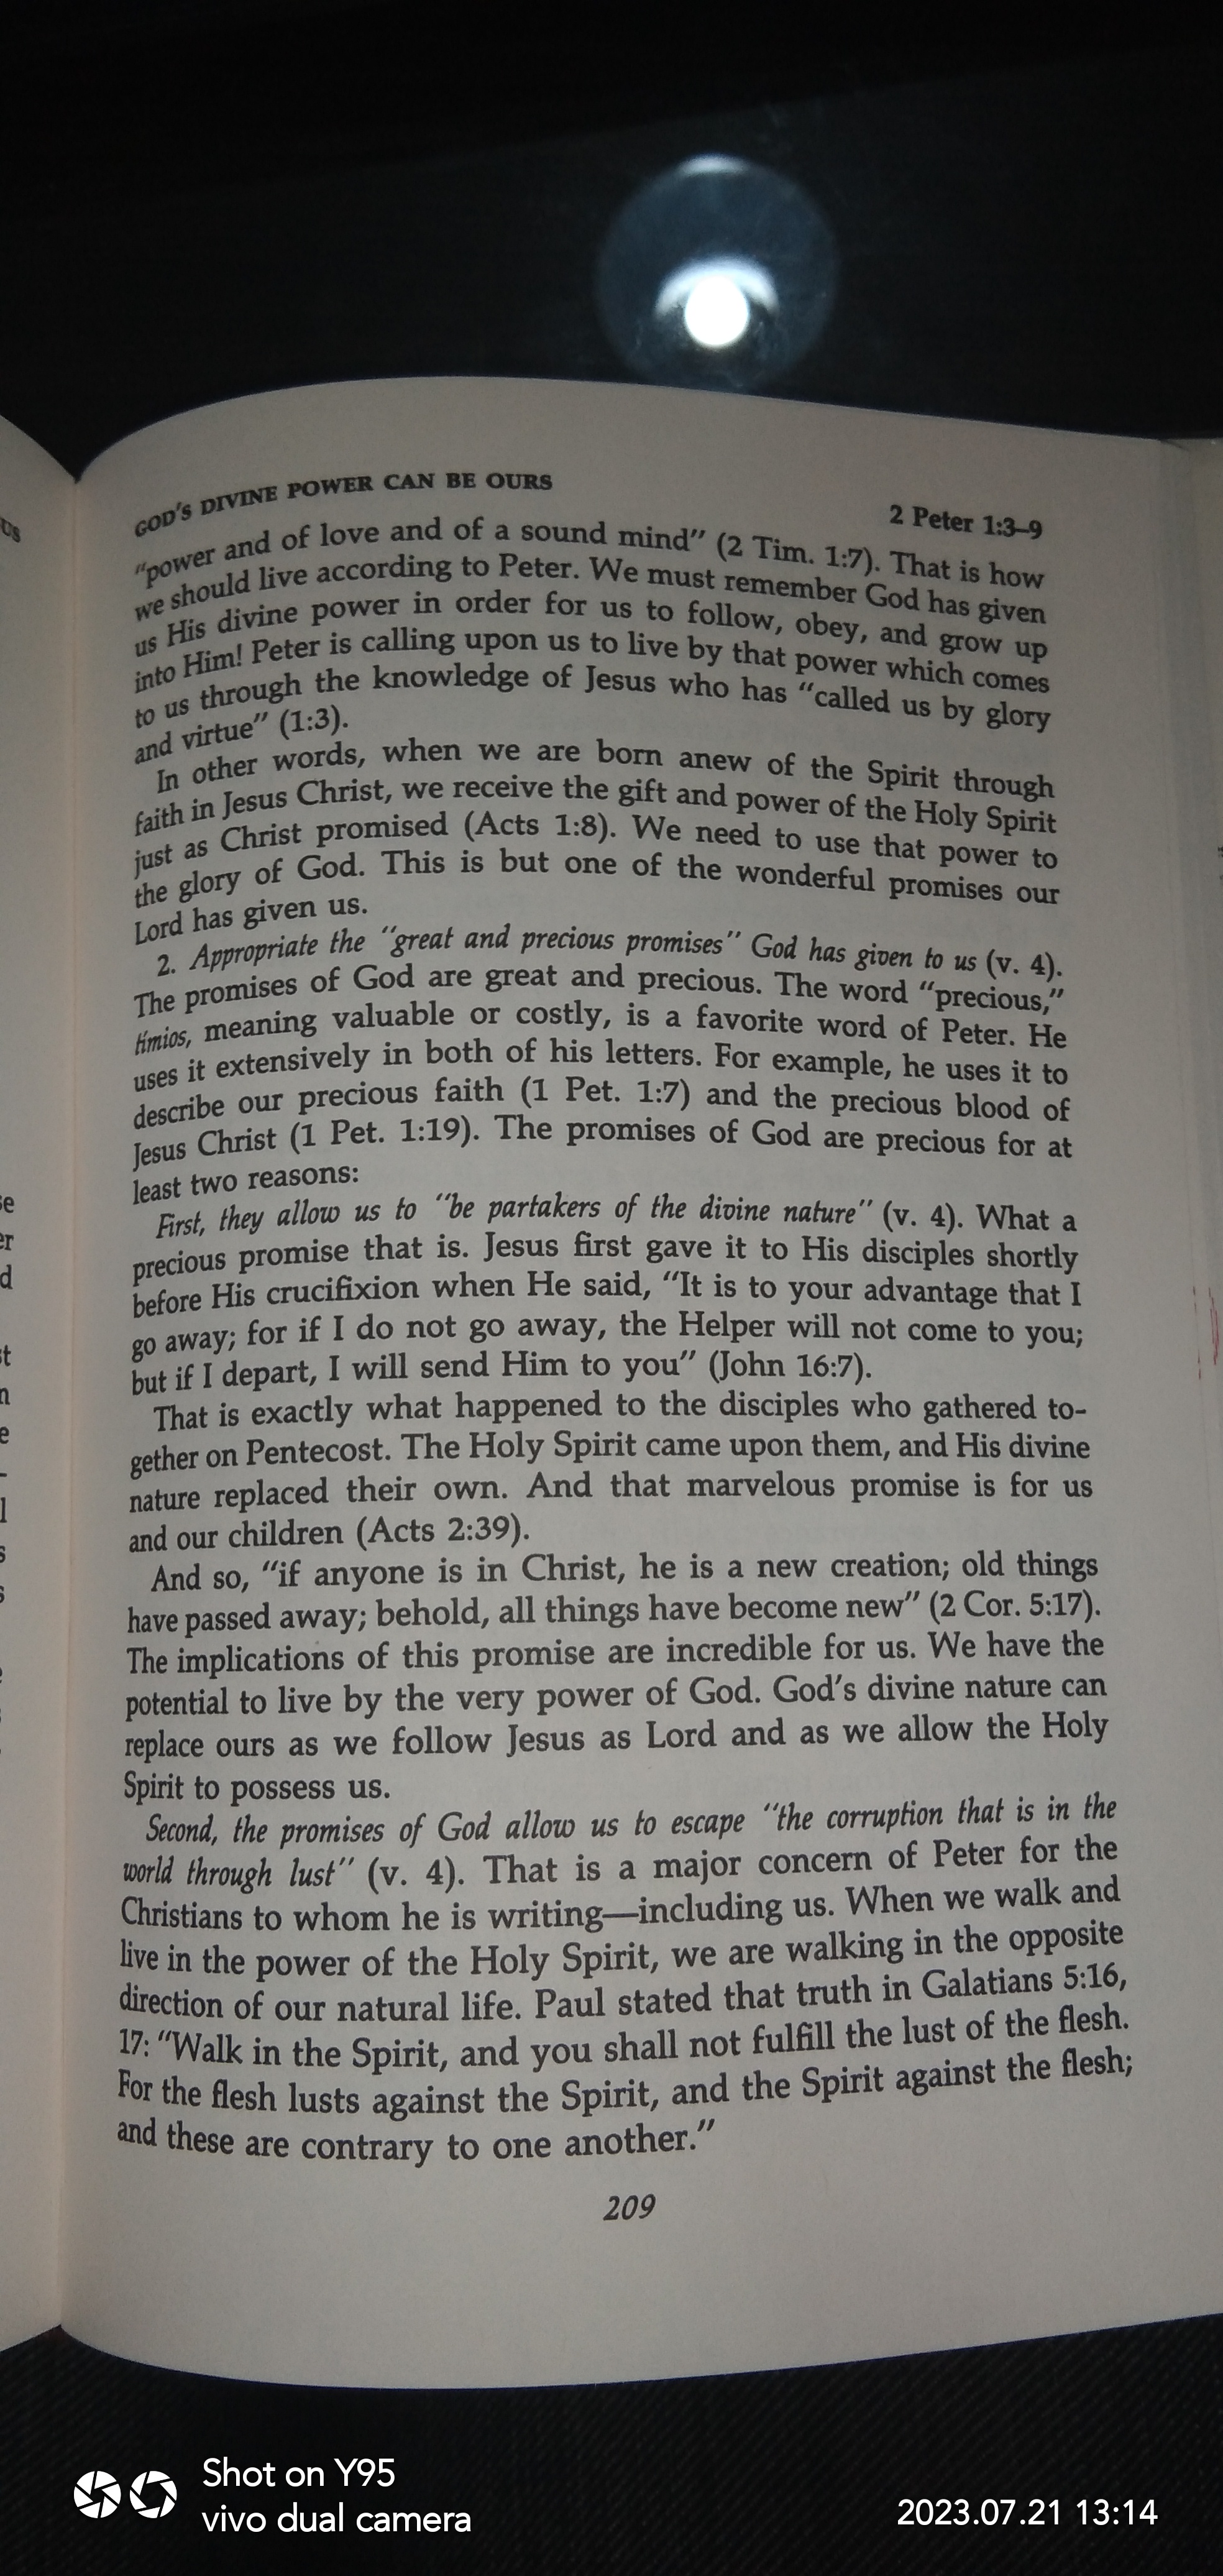 GOD'S DIVINE POWER CAN BE OURS
2 Peter 1:3–9
"power and of love and of a sound mind" (2 Tim. 1:7). That is how
we should live according to Peter. We must remember God has given
us His divine power in order for us to follow, obey, and grow up
into Him! Peter is calling upon us to live by that power which comes
to us through the knowledge of Jesus who has "called us by glory
and virtue" (1:3).
In other words, when we are born anew of the Spirit through
faith in Jesus Christ, we receive the gift and power of the Holy Spirit
just as Christ promised (Acts 1:8). We need to use that power to
the glory of God. This is but one of the wonderful promises our
Lord has given us.
2. Appropriate the "great and precious promises" God has given to us (v. 4).
The promises of God are great and precious. The word "precious,"
tímios, meaning valuable or costly, is a favorite word of Peter. He
uses it extensively in both of his letters. For example, he uses it to
describe our precious faith (1 Pet. 1:7) and the precious blood of
Jesus Christ (1 Pet. 1:19). The promises of God are precious for at
least two reasons:
First, they allow us to "be partakers of the divine nature" (v. 4). What a
precious promise that is. Jesus first gave it to His disciples shortly
before His crucifixion when He said, "It is to your advantage that I
go away; for if I do not go away, the Helper will not come to you;
but if I depart, I will send Him to you" (John 16:7).
That is exactly what happened to the disciples who gathered to-
gether on Pentecost. The Holy Spirit came upon them, and His divine
nature replaced their own. And that marvelous promise is for us
and our children (Acts 2:39).
And so, "if anyone is in Christ, he is a new creation; old things
have passed away; behold, all things have become new" (2 Cor. 5:17).
The implications of this promise are incredible for us. We have the
potential to live by the very power of God. God's divine nature can
replace ours as we follow Jesus as Lord and as we allow the Holy
Spirit to possess us.
Second, the promises of God allow us to escape "the corruption that is in the
world through lust" (v. 4). That is a major concern of Peter for the
Christians to whom he is writing—including us. When we walk and
live in the power of the Holy Spirit, we are walking in the opposite
direction of our natural life. Paul stated that truth in Galatians 5:16,
17: "Walk in the Spirit, and you shall not fulfill the lust of the flesh.
For the flesh lusts against the Spirit, and the Spirit against the flesh;
and these are contrary to one another."
209
Shot on Y95
vivo dual camera
2023.07.21 13:14